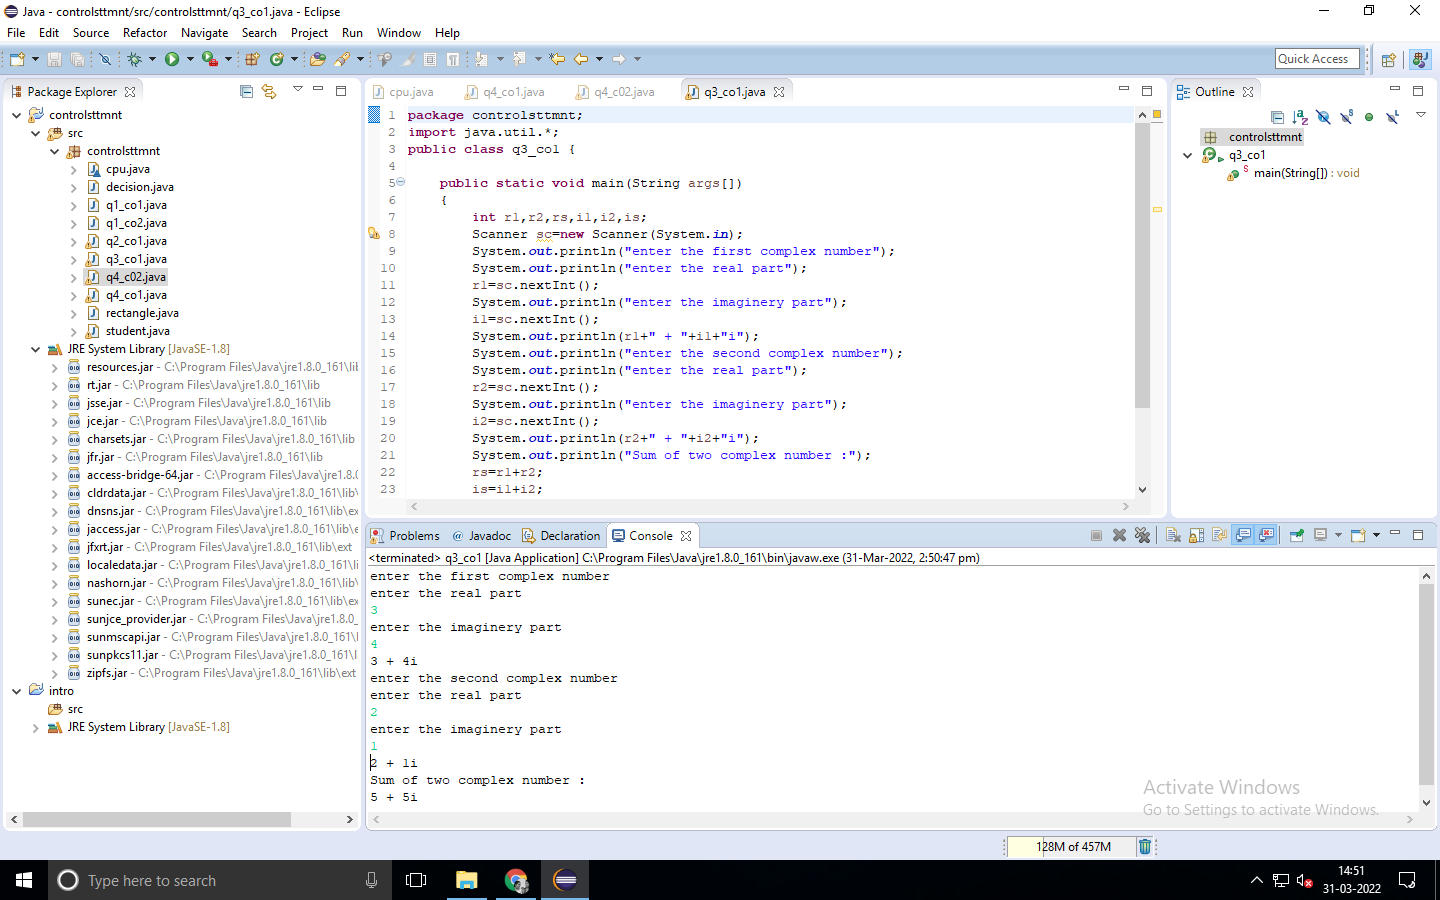 Java - controlsttmnt/src/controlsttmnt/q3_co1.java - Eclipse
File Edit Source Refactor Navigate Search Project Run Window Help
Quick Access
Package Explorer
controlsttmnt
src
controlsttmnt
cpu.java
decision.java
q1_co1.java
q1_co2.java
q2_co1.java
q3_co1.java
q4_c02.java
q4_co1.java
rectangle.java
student.java
JRE System Library [JavaSE-1.8]
resources.jar - C:\Program Files\Java\jre1.8.0_161\lib
rt.jar - C:\Program Files\Java\jre1.8.0_161\lib
jsse.jar - C:\Program Files\Java\jre1.8.0_161\lib
jce.jar - C:\Program Files\Java\jre1.8.0_161\lib
charsets.jar - C:\Program Files\Java\jre1.8.0_161\lib
jfr.jar - C:\Program Files\Java\jre1.8.0_161\lib
access-bridge-64.jar - C:\Program Files\Java\jre1.8.0
cldrdata.jar - C:\Program Files\Java\jre1.8.0_161\lib\
dnsns.jar - C:\Program Files\Java\jre1.8.0_161\lib\ex
jaccess.jar - C:\Program Files\Java\jre1.8.0_161\lib\e
jfxrt.jar - C:\Program Files\Java\jre1.8.0_161\lib\ext
localedata.jar - C:\Program Files\Java\jre1.8.0_161\li
nashorn.jar - C:\Program Files\Java\jre1.8.0_161\lib\
sunec.jar - C:\Program Files\Java\jre1.8.0_161\lib\ex
sunjce_provider.jar - C:\Program Files\Java\jre1.8.0_
sunmscapi.jar - C:\Program Files\Java\jre1.8.0_161\l
sunpkcs11.jar - C:\Program Files\Java\jre1.8.0_161\l
zipfs.jar - C:\Program Files\Java\jre1.8.0_161\lib\ext
intro
src
JRE System Library [JavaSE-1.8]
cpu.java q4_co1.java q4_c02.java q3_co1.java
1 package controlsttmnt;
2 import java.util.*;
3 public class q3_co1 {
4
5 public static void main(String args[])
6 {
7 int r1,r2,rs,i1,i2,is;
8 Scanner sc=new Scanner(System.in);
9 System.out.println("enter the first complex number");
10 System.out.println("enter the real part");
11 r1=sc.nextInt();
12 System.out.println("enter the imaginery part");
13 i1=sc.nextInt();
14 System.out.println(r1+" + "+i1+"i");
15 System.out.println("enter the second complex number");
16 System.out.println("enter the real part");
17 r2=sc.nextInt();
18 System.out.println("enter the imaginery part");
19 i2=sc.nextInt();
20 System.out.println(r2+" + "+i2+"i");
21 System.out.println("Sum of two complex number :");
22 rs=r1+r2;
23 is=i1+i2;
Outline
controlsttmnt
q3_co1
main(String[]) : void
Problems @ Javadoc Declaration Console
<terminated> q3_co1 [Java Application] C:\Program Files\Java\jre1.8.0_161\bin\javaw.exe (31-Mar-2022, 2:50:47 pm)
enter the first complex number
enter the real part
3
enter the imaginery part
4
3 + 4i
enter the second complex number
enter the real part
2
enter the imaginery part
1
2 + 1i
Sum of two complex number :
5 + 5i
Activate Windows
Go to Settings to activate Windows.
128M of 457M
Type here to search
14:51
31-03-2022